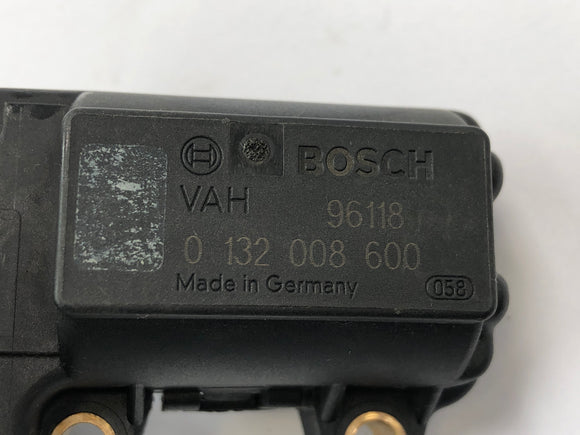 BOSCH
VAH 96118
0 132 008 600
Made in Germany 058